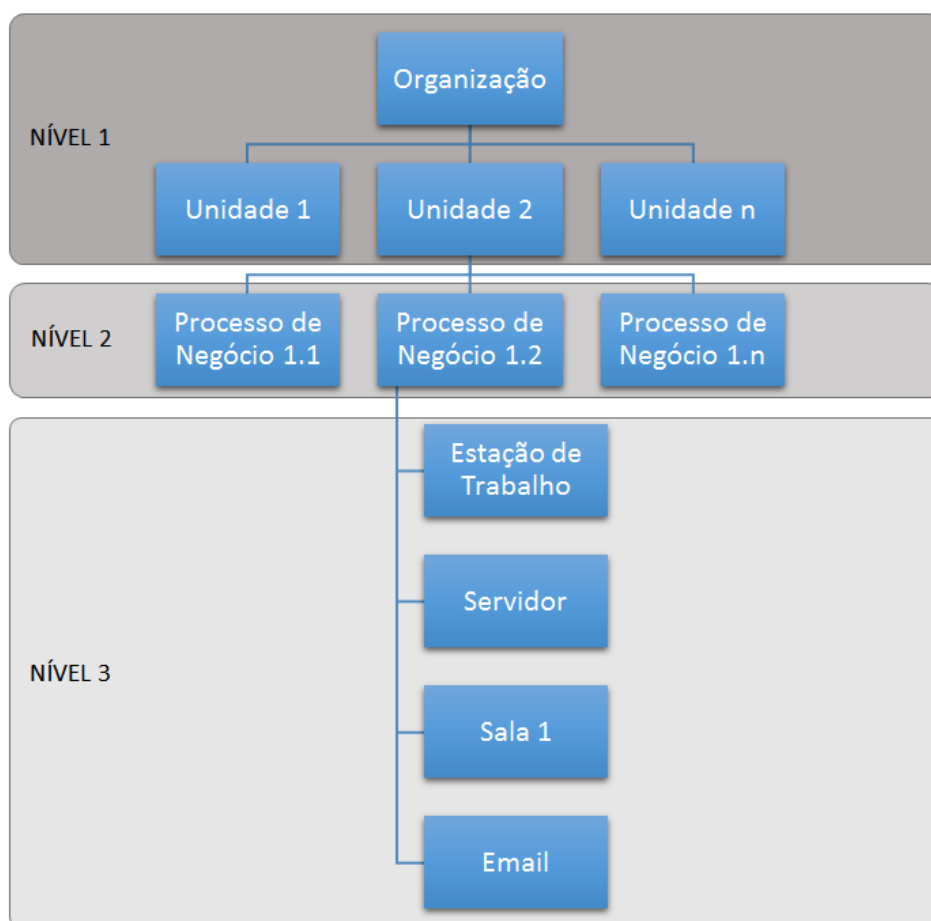 Organização
NÍVEL 1
Unidade 1
Unidade 2
Unidade n
Processo de
Negócio 1.1
Processo de
Negócio 1.2
Processo de
Negócio 1.n
NÍVEL 2
Estação de
Trabalho
Servidor
NÍVEL 3
Sala 1
Email